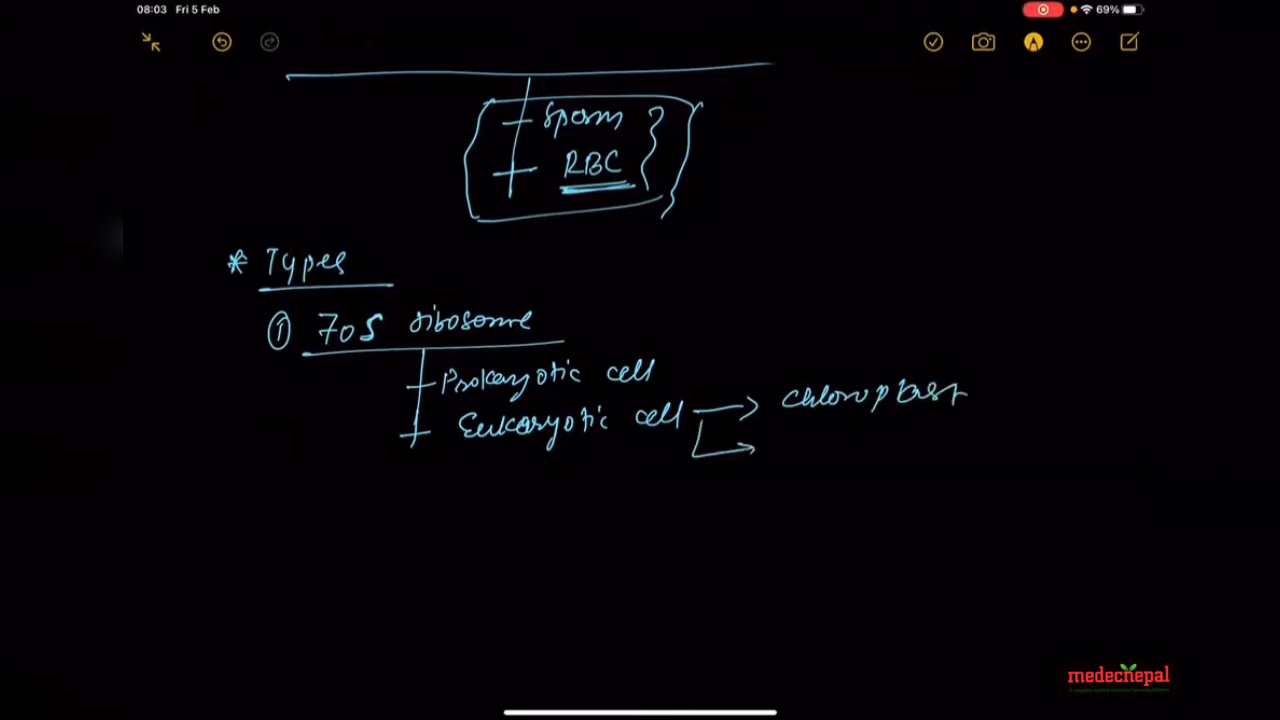 08:03 Fri 5 Feb
69%
Sperm
RBC
* Types
① 70S ribosome
Prokaryotic cell
Eukaryotic cell → chloroplast
medecnepal